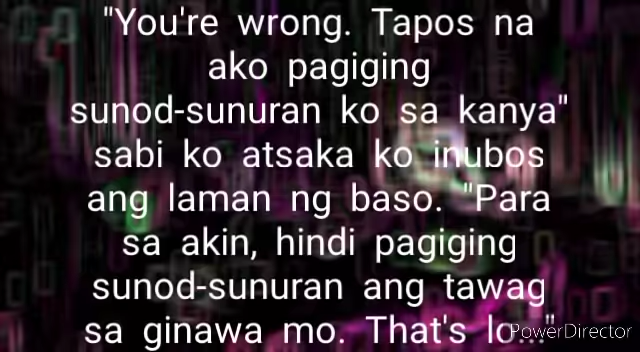 "You're wrong. Tapos na
ako pagiging
sunod-sunuran ko sa kanya"
sabi ko atsaka ko inubos
ang laman ng baso. "Para
sa akin, hindi pagiging
sunod-sunuran ang tawag
sa ginawa mo. That's lo..."
PowerDirector